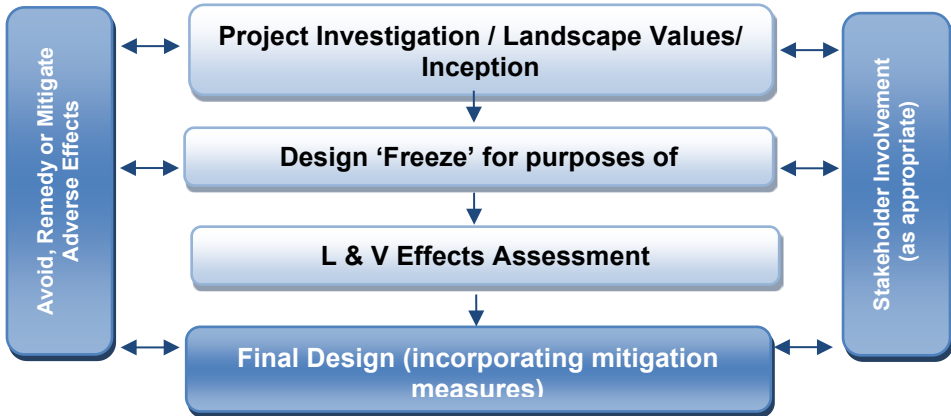 Avoid, Remedy or Mitigate
Adverse Effects
Project Investigation / Landscape Values/
Inception
Design ‘Freeze’ for purposes of
L & V Effects Assessment
Final Design (incorporating mitigation
measures)
Stakeholder Involvement
(as appropriate)